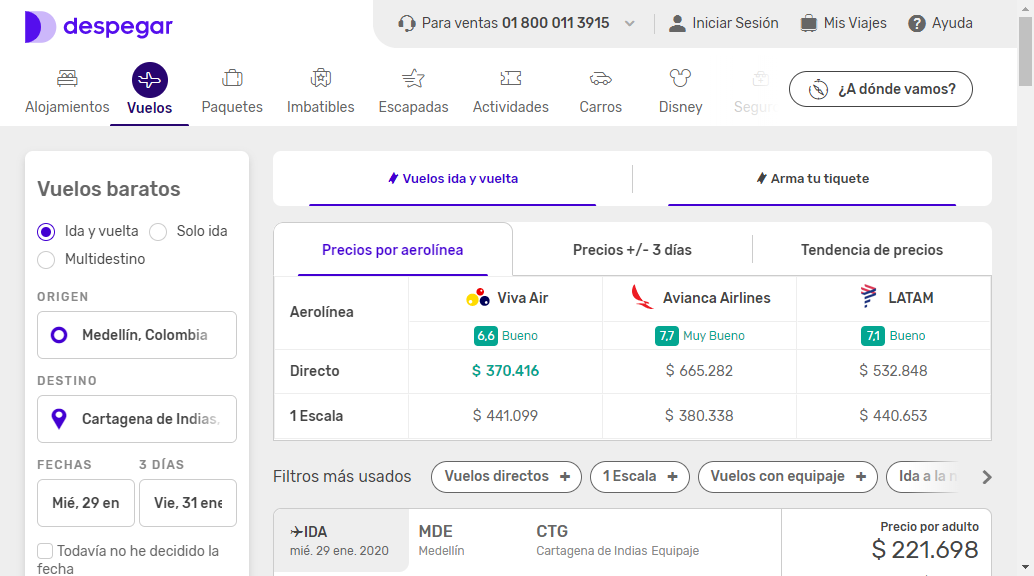 despegar
Para ventas 01 800 011 3915
Iniciar Sesión
Mis Viajes
Ayuda
Alojamientos
Vuelos
Paquetes
Imbatibles
Escapadas
Actividades
Carros
Disney
Seguro
¿A dónde vamos?
Vuelos baratos
Ida y vuelta
Solo ida
Multidestino
ORIGEN
Medellín, Colombia
DESTINO
Cartagena de Indias,
FECHAS
3 DÍAS
Mié, 29 en
Vie, 31 ene
Todavía no he decidido la
fecha
Vuelos ida y vuelta
Arma tu tiquete
Precios por aerolínea
Precios +/- 3 días
Tendencia de precios
Aerolínea
Viva Air
Avianca Airlines
LATAM
6,6 Bueno
7,7 Muy Bueno
7,1 Bueno
Directo
$ 370.416
$ 665.282
$ 532.848
1 Escala
$ 441.099
$ 380.338
$ 440.653
Filtros más usados
Vuelos directos +
1 Escala +
Vuelos con equipaje +
Ida a la
IDA
mié. 29 ene. 2020
MDE
Medellín
CTG
Cartagena de Indias
Equipaje
Precio por adulto
$ 221.698